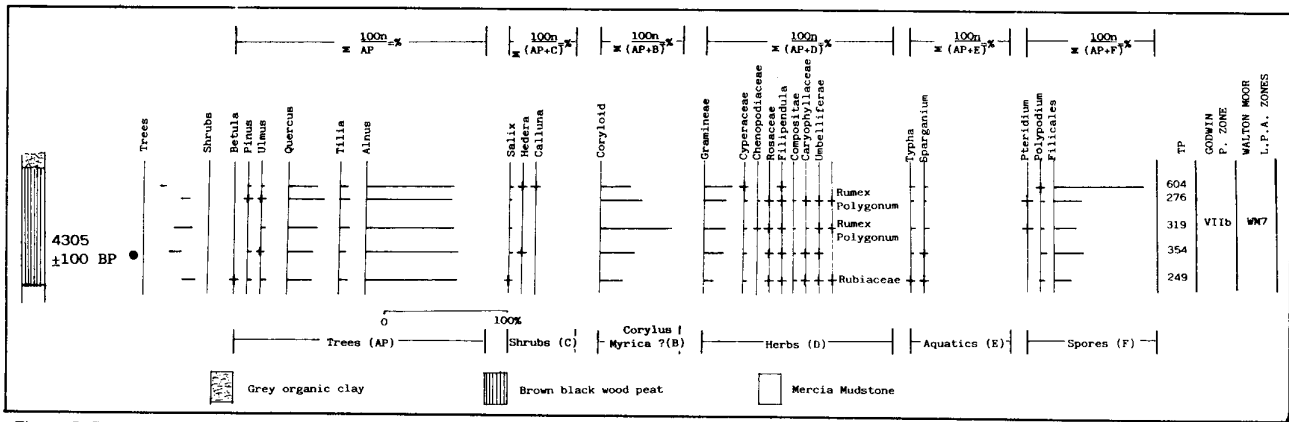 100n =% 100n =% 100n =% 100n =% 100n =% 100n =%
ж AP ж (AP+C) ж (AP+B) ж (AP+D) ж (AP+E) ж (AP+F)
Trees
Shrubs
Betula
Pinus
Ulmus
Quercus
Tilia
Alnus
Salix
Hedera
Calluna
Coryloid
Gramineae
Cyperaceae
Chenopodiaceae
Rosaceae
Filipendula
Compositae
Caryophyllaceae
Umbelliferae
Typha
Sparganium
Pteridium
Polypodium
Filicales
TP
GODWIN
P. ZONE
WALTON MOOR
L.P.A. ZONES
604
Rumex 276
Polygonum
Rumex 319 VIIb WM7
Polygonum
4305
±100 BP
354
Rubiaceae 249
0 100%
Trees (AP)
Shrubs (C)
Corylus
Myrica ?(B)
Herbs (D)
Aquatics (E)
Spores (F)
Grey organic clay
Brown black wood peat
Mercia Mudstone